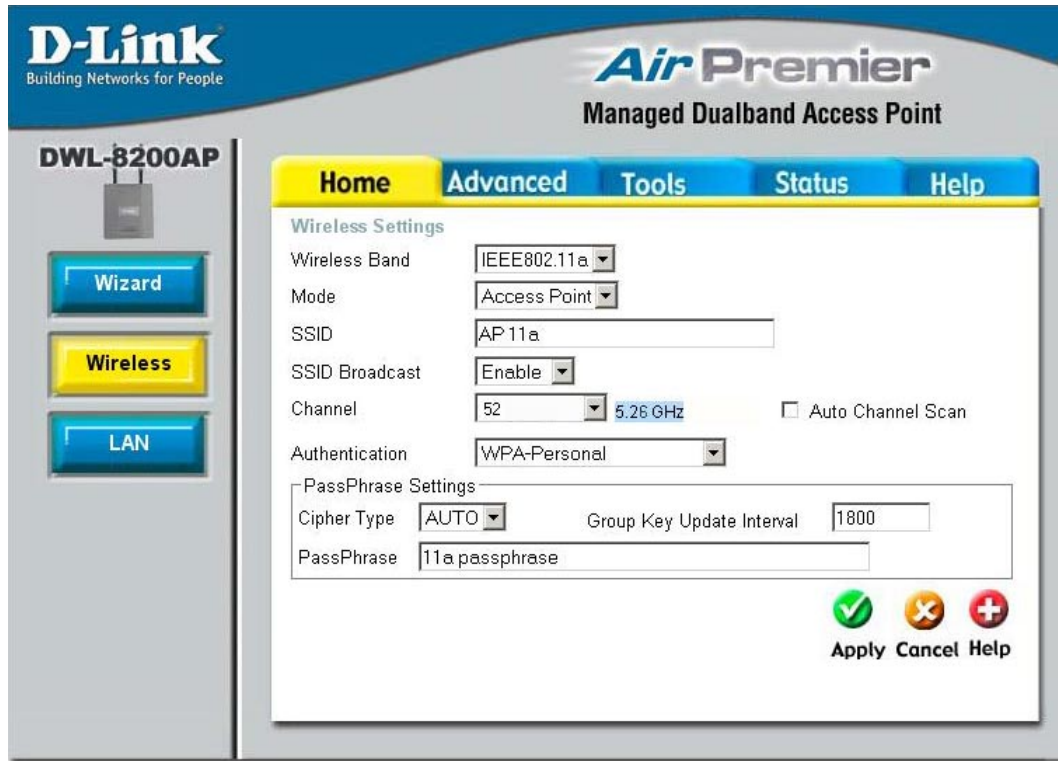 D-Link
Building Networks for People
Air Premier
Managed Dualband Access Point
DWL-8200AP
Home Advanced Tools Status Help
Wizard
Wireless
LAN
Wireless Settings
Wireless Band IEEE802.11a
Mode Access Point
SSID AP 11a
SSID Broadcast Enable
Channel 52 5.26 GHz Auto Channel Scan
Authentication WPA-Personal
PassPhrase Settings
Cipher Type AUTO Group Key Update Interval 1800
PassPhrase 11a passphrase
Apply Cancel Help